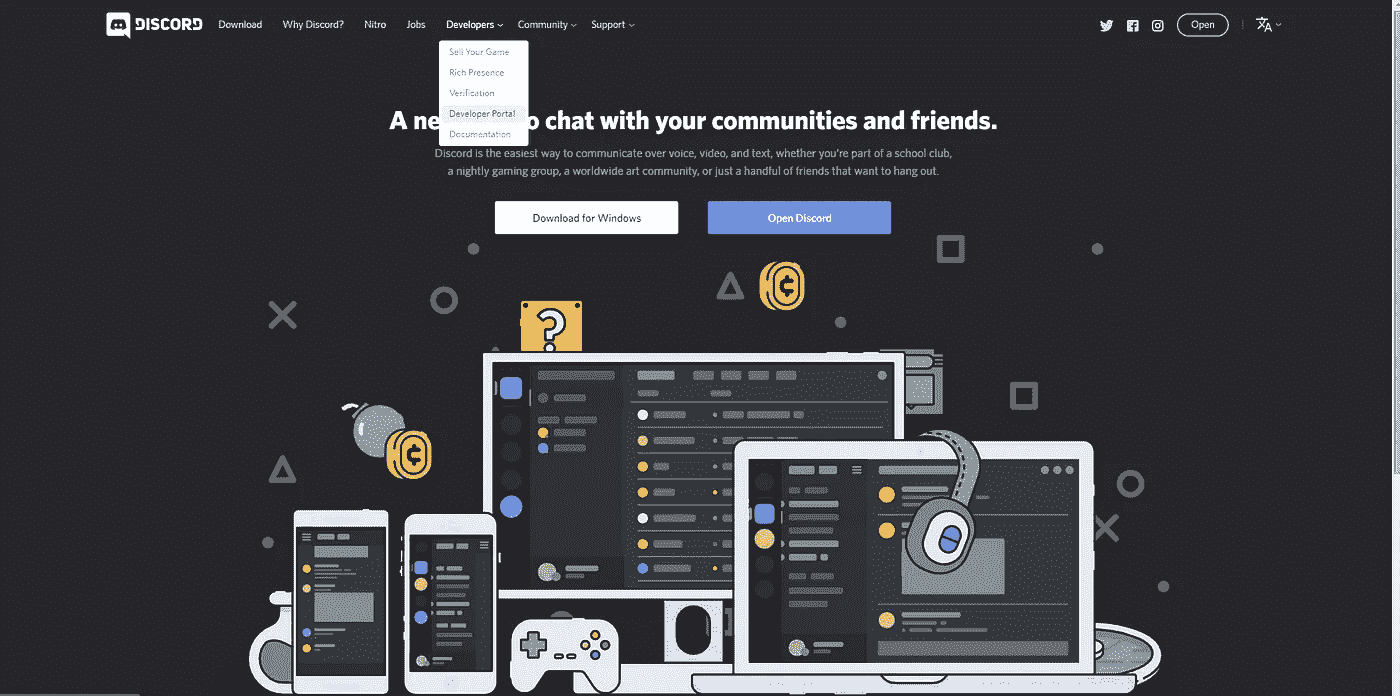 DISCORD Download Why Discord? Nitro Jobs Developers Community Support Open
Sell Your Game
Rich Presence
Verification
Developer Portal
Documentation
A ne o chat with your communities and friends.
Discord is the easiest way to communicate over voice, video, and text, whether you're part of a school club,
a nightly gaming group, a worldwide art community, or just a handful of friends that want to hang out.
Download for Windows Open Discord